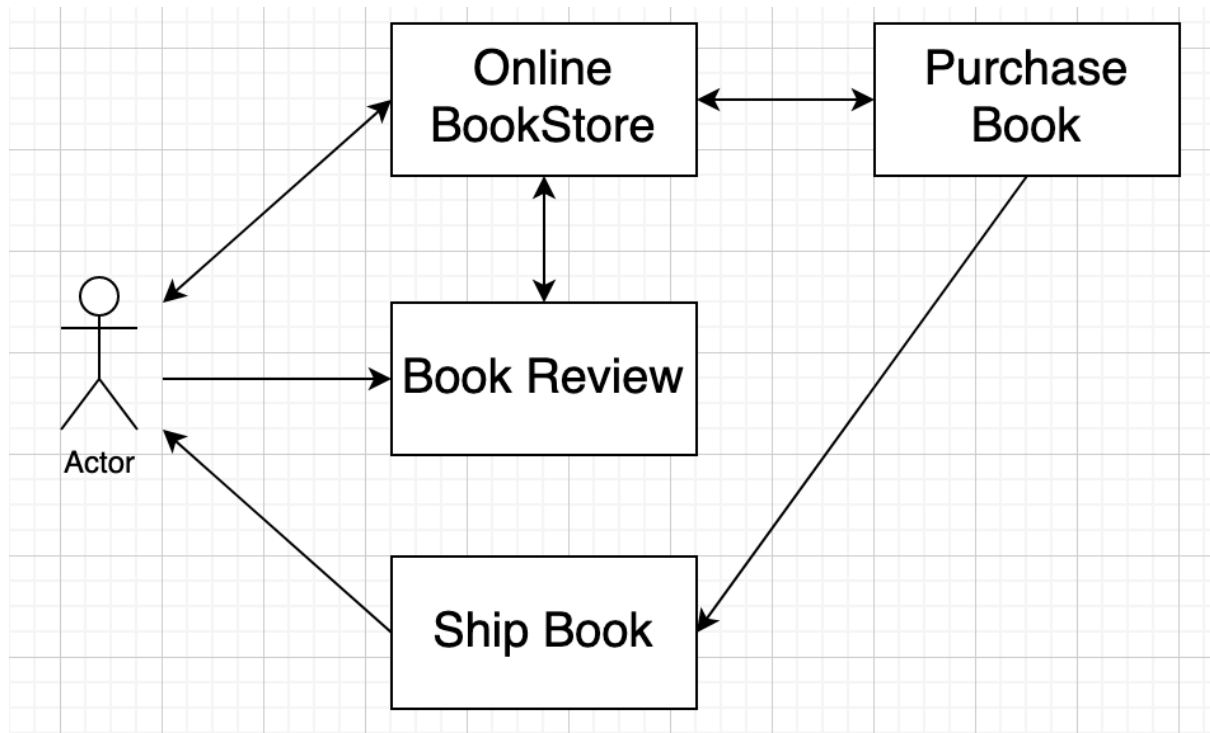 Online
BookStore
Purchase
Book
Book Review
Actor
Ship Book